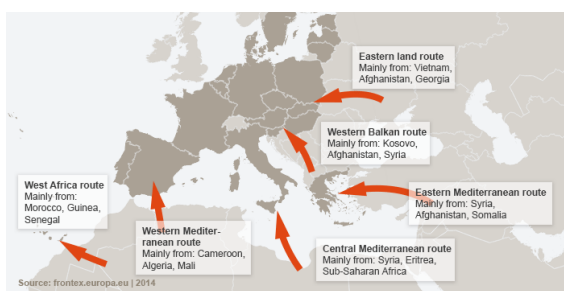 Eastern land route
Mainly from: Vietnam,
Afghanistan, Georgia
Western Balkan route
Mainly from: Kosovo,
Afghanistan, Syria
West Africa route
Mainly from:
Morocco, Guinea,
Senegal
Eastern Mediterranean route
Mainly from: Syria,
Afghanistan, Somalia
Western Mediter-
ranean route
Mainly from: Cameroon,
Algeria, Mali
Central Mediterranean route
Mainly from: Syria, Eritrea,
Sub-Saharan Africa
Source: frontex.europa.eu | 2014